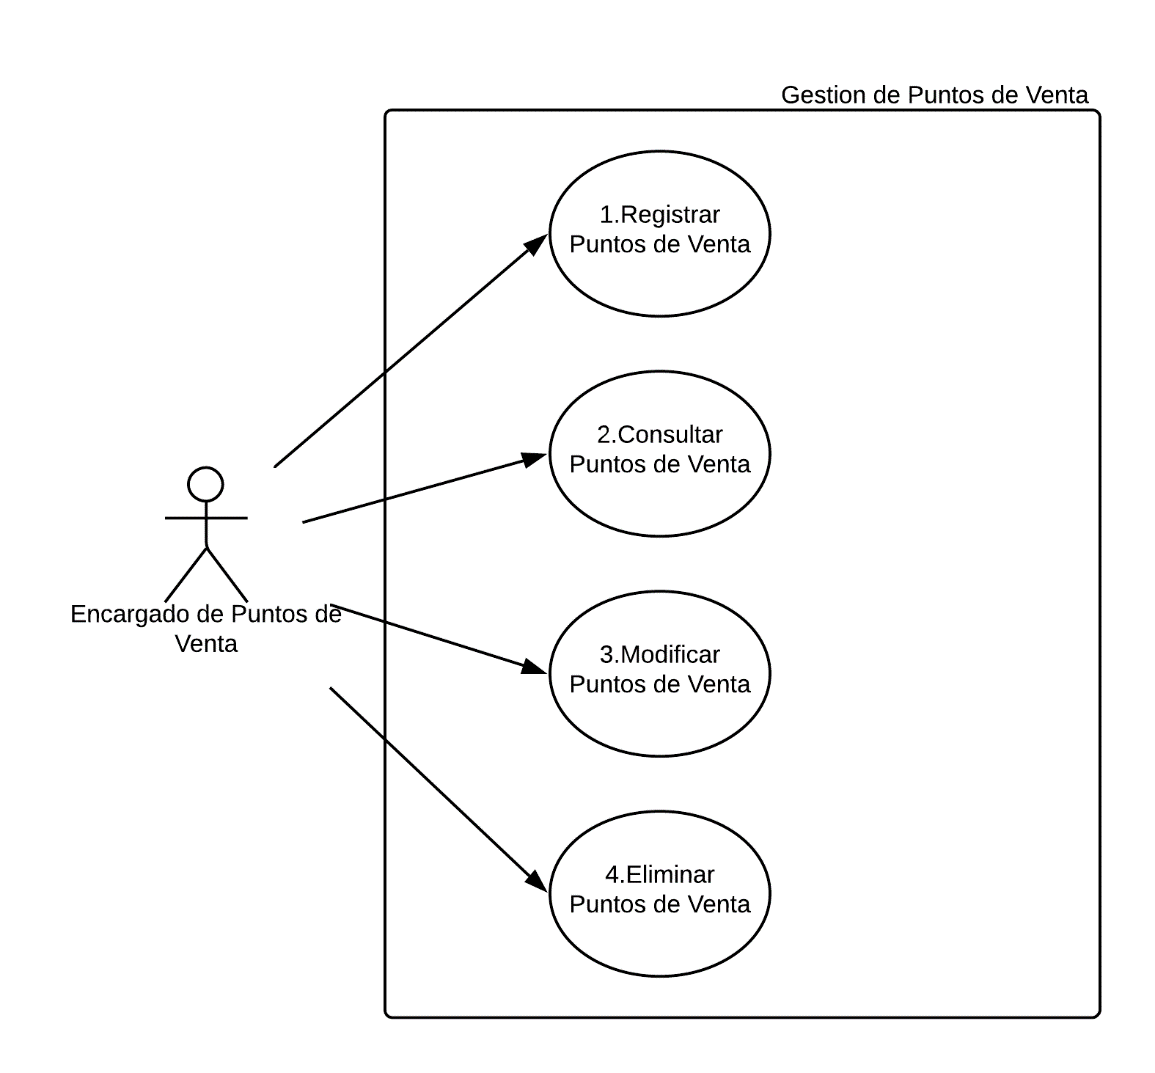 Gestion de Puntos de Venta
1.Registrar
Puntos de Venta
2.Consultar
Puntos de Venta
Encargado de Puntos de
Venta
3.Modificar
Puntos de Venta
4.Eliminar
Puntos de Venta